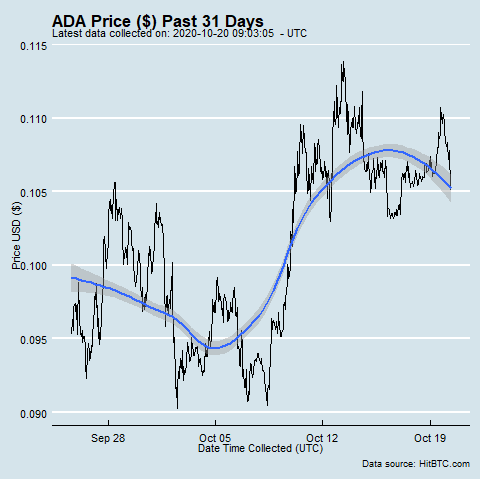 ADA Price ($) Past 31 Days
Latest data collected on: 2020-10-20 09:03:05 - UTC
0.115
0.110
0.105
0.100
0.095
0.090
Price USD ($)
Sep 28
Oct 05
Oct 12
Oct 19
Date Time Collected (UTC)
Data source: HitBTC.com